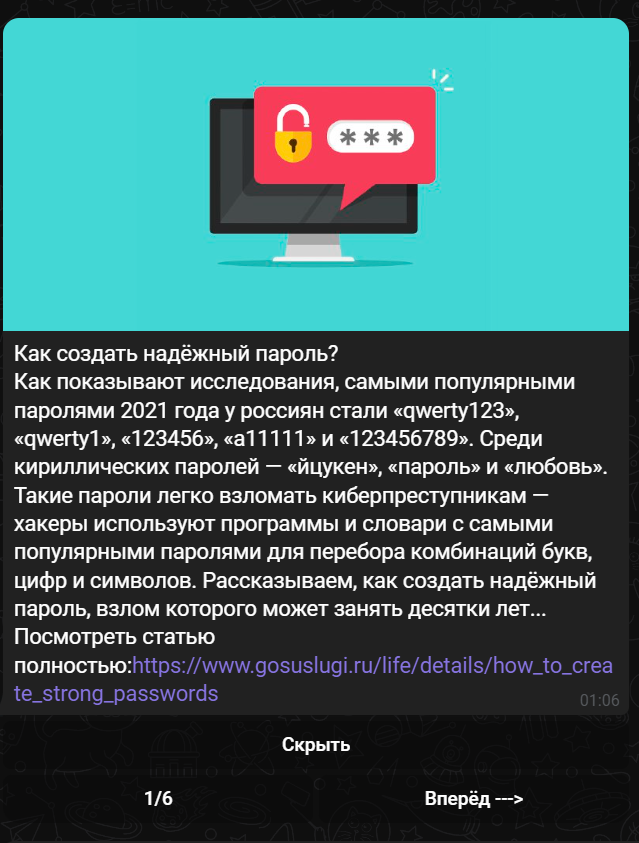 ***
Как создать надёжный пароль?
Как показывают исследования, самыми популярными
паролями 2021 года у россиян стали «qwerty123»,
«qwerty1», «123456», «a11111» и «123456789». Среди
кириллических паролей — «йцукен», «пароль» и «любовь».
Такие пароли легко взломать киберпреступникам —
хакеры используют программы и словари с самыми
популярными паролями для перебора комбинаций букв,
цифр и символов. Рассказываем, как создать надёжный
пароль, взлом которого может занять десятки лет...
Посмотреть статью
полностью:https://www.gosuslugi.ru/life/details/how_to_crea
te_strong_passwords
01:06
Скрыть
1/6 Вперёд --->